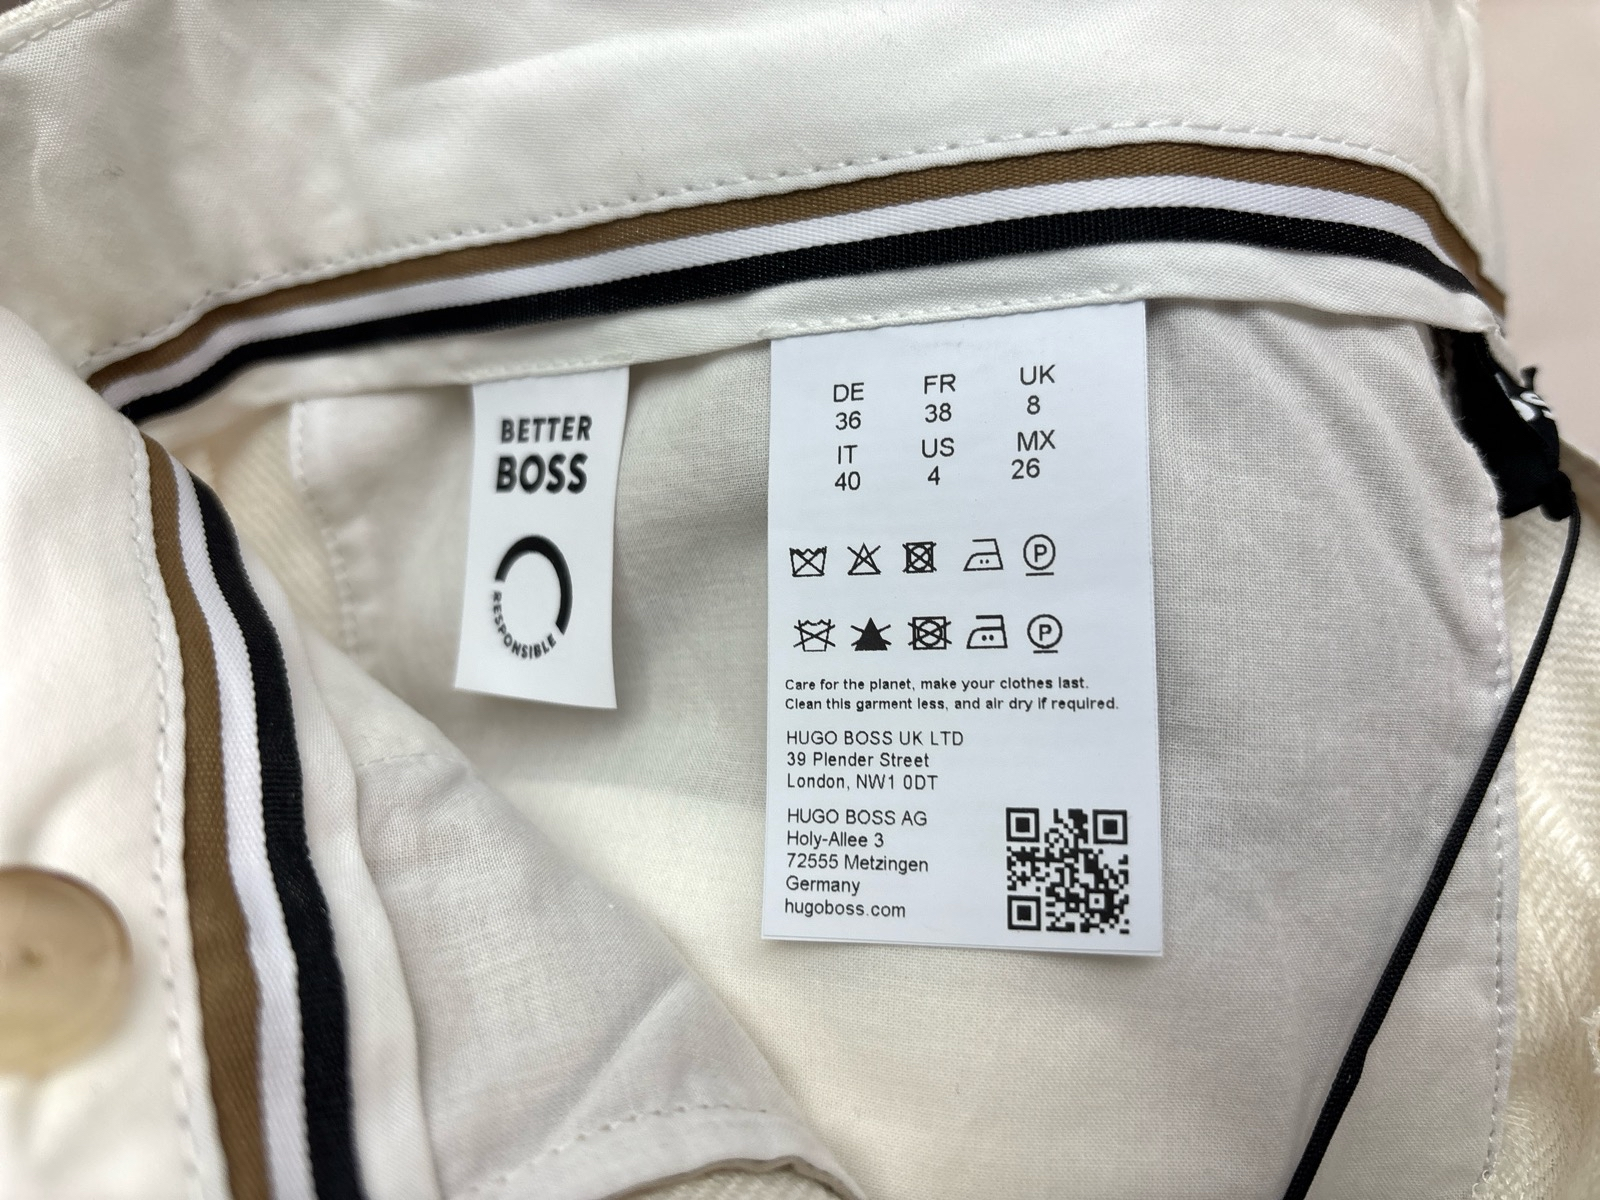 BETTER
BOSS
RESPONSIBLE
DE FR UK
36 38 8
IT US MX
40 4 26
P
P
Care for the planet, make your clothes last.
Clean this garment less, and air dry if required.
HUGO BOSS UK LTD
39 Plender Street
London, NW1 0DT
HUGO BOSS AG
Holy-Allee 3
72555 Metzingen
Germany
hugoboss.com